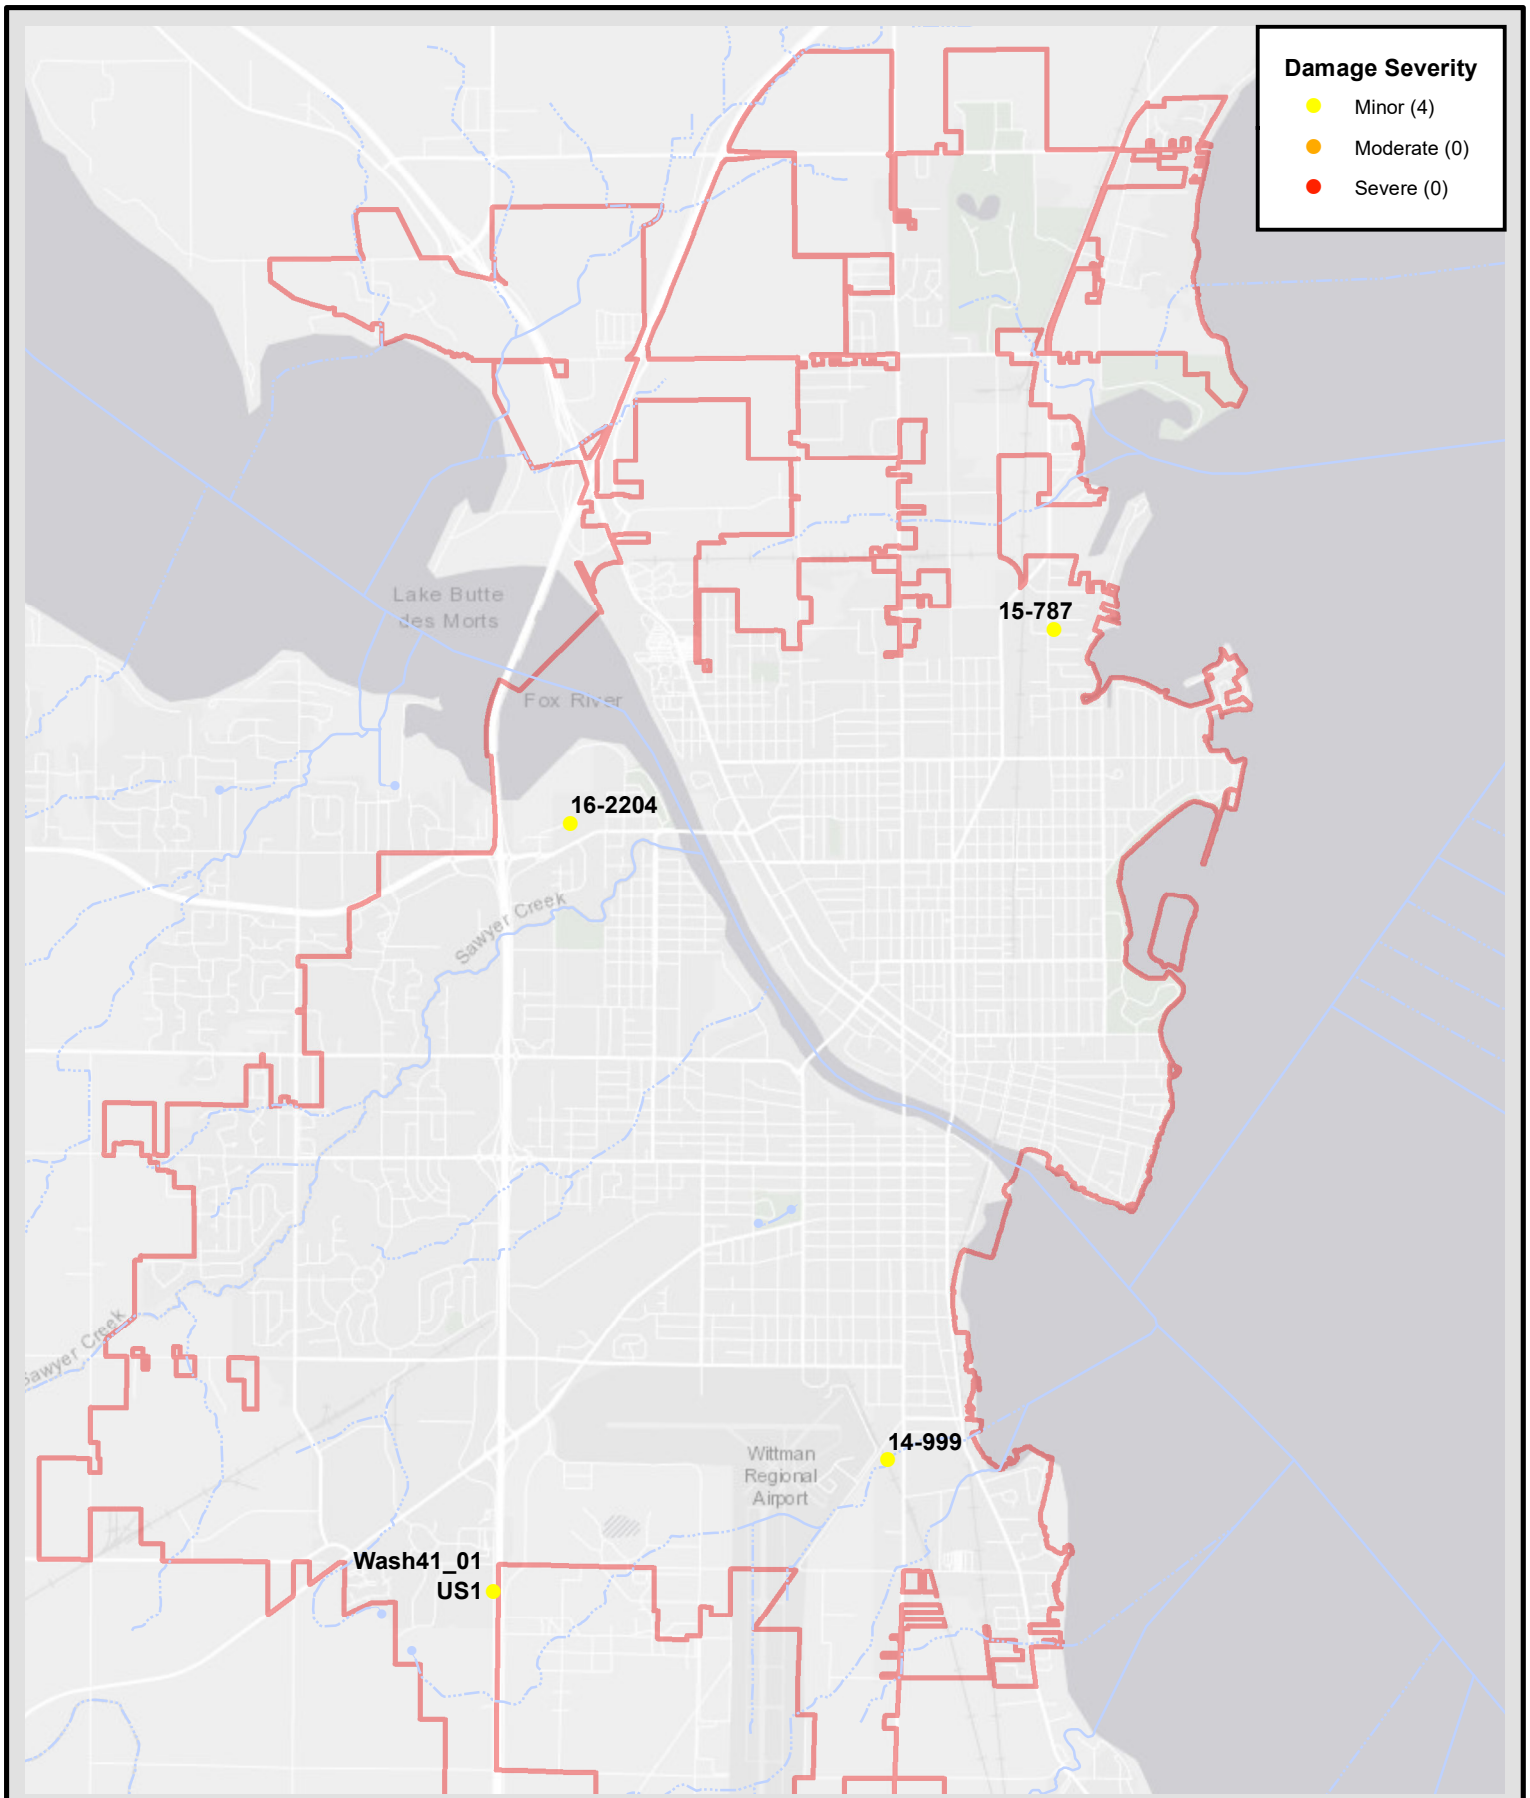 Damage Severity
Minor (4)
Moderate (0)
Severe (0)
Lake Butte
des Morts
15-787
Fox River
16-2204
Sawyer Creek
Sawyer Creek
14-999
Wittman
Regional
Airport
Wash41_01
US1